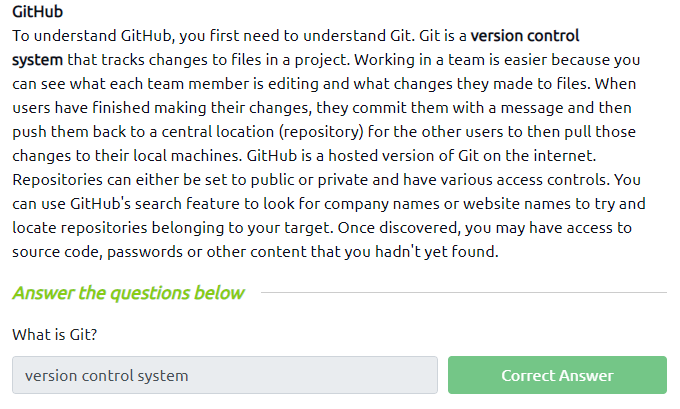 GitHub
To understand GitHub, you first need to understand Git. Git is a version control
system that tracks changes to files in a project. Working in a team is easier because you
can see what each team member is editing and what changes they made to files. When
users have finished making their changes, they commit them with a message and then
push them back to a central location (repository) for the other users to then pull those
changes to their local machines. GitHub is a hosted version of Git on the internet.
Repositories can either be set to public or private and have various access controls. You
can use GitHub's search feature to look for company names or website names to try and
locate repositories belonging to your target. Once discovered, you may have access to
source code, passwords or other content that you hadn't yet found.
Answer the questions below
What is Git?
version control system
Correct Answer